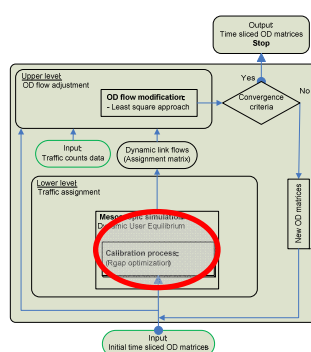 Output:
Time sliced OD matrices
Stop
Upper level:
OD flow adjustment
Yes
No
OD flow modification:
- Least square approach
Convergence
criteria
Input:
Traffic counts data
Dynamic link flows
(Assignment matrix)
New OD matrices
Lower level:
Traffic assignment
Mesoscopic simulation:
Dynamic User Equilibrium
Calibration process:
(Rgap optimization)
Input:
Initial time sliced OD matrices